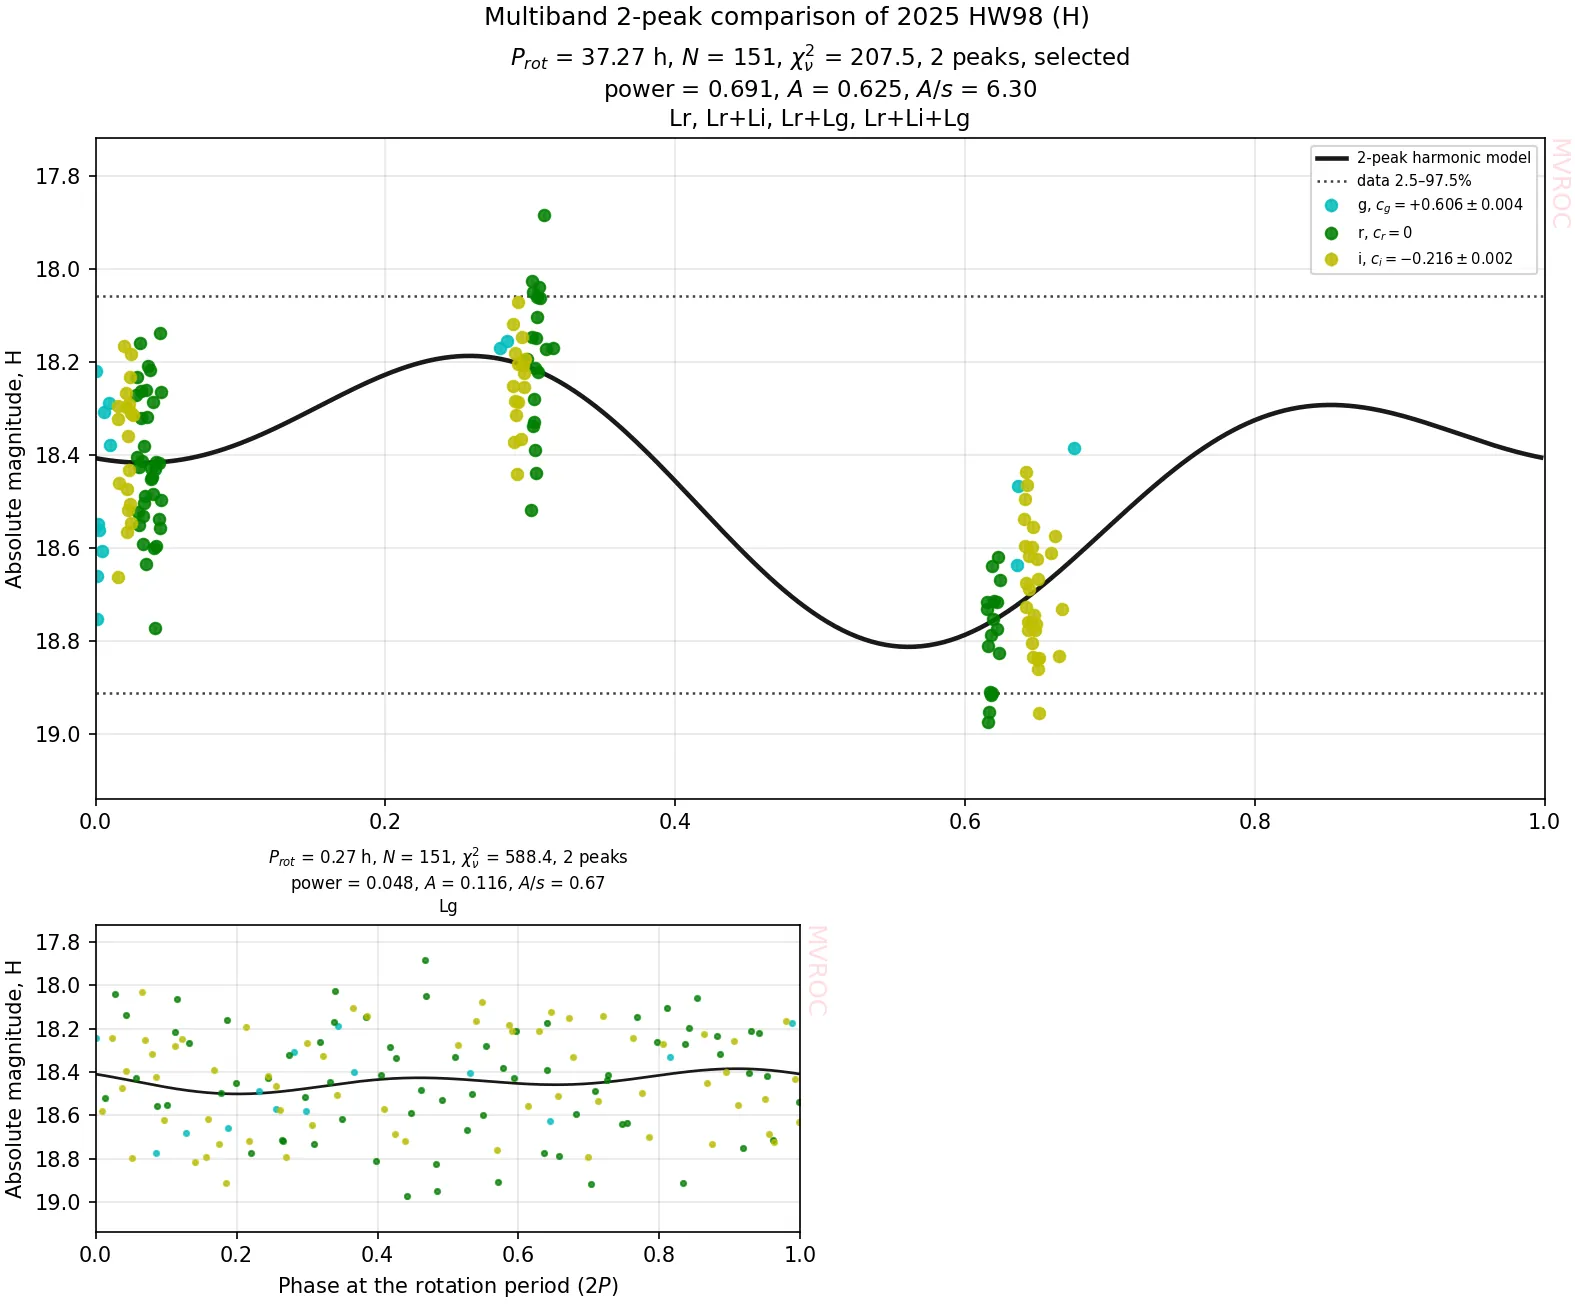 Multiband 2-peak comparison of 2025 HW98 (H)
P_rot = 37.27 h, N = 151, χ²_ν = 207.5, 2 peaks, selected
power = 0.691, A = 0.625, A/s = 6.30
Lr, Lr+Li, Lr+Lg, Lr+Li+Lg
2-peak harmonic model
data 2.5–97.5%
g, c_g = +0.606 ± 0.004
r, c_r = 0
i, c_i = −0.216 ± 0.002
MVROC
Absolute magnitude, H
17.8
18.0
18.2
18.4
18.6
18.8
19.0
0.0 0.2 0.4 0.6 0.8 1.0
P_rot = 0.27 h, N = 151, χ²_ν = 588.4, 2 peaks
power = 0.048, A = 0.116, A/s = 0.67
Lg
MVROC
Absolute magnitude, H
17.8
18.0
18.2
18.4
18.6
18.8
19.0
0.0 0.2 0.4 0.6 0.8 1.0
Phase at the rotation period (2P)